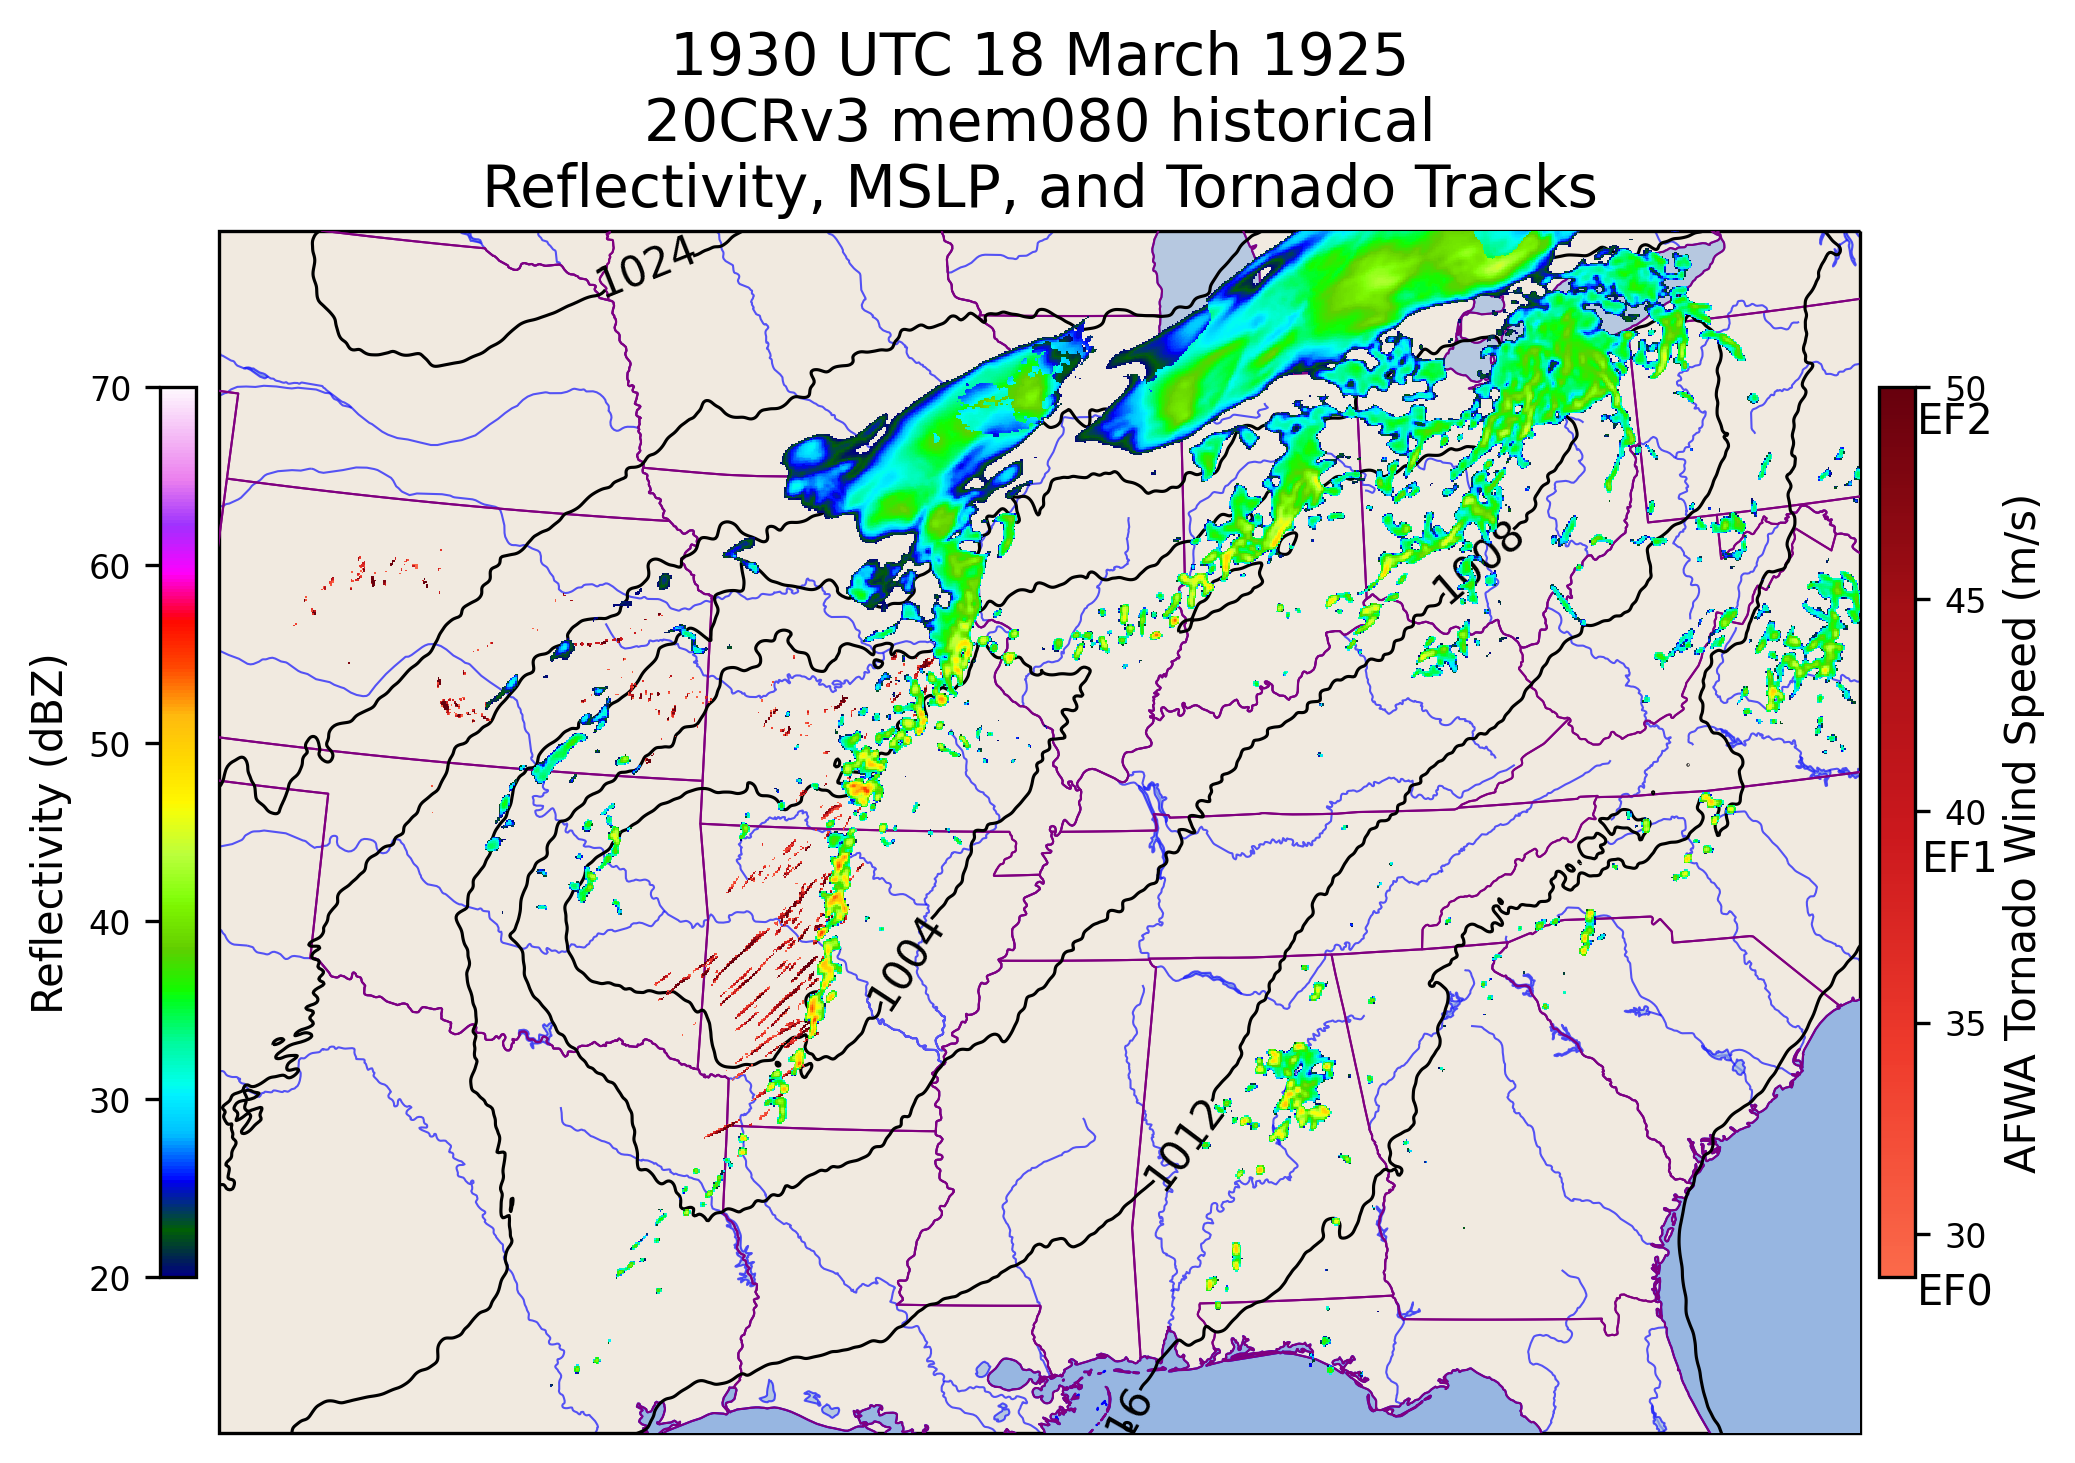 1930 UTC 18 March 1925
20CRv3 mem080 historical
Reflectivity, MSLP, and Tornado Tracks
1024
1008
1004
1012
16
Reflectivity (dBZ)
70
60
50
40
30
20
50
EF2
45
40
EF1
35
30
EF0
AFWA Tornado Wind Speed (m/s)